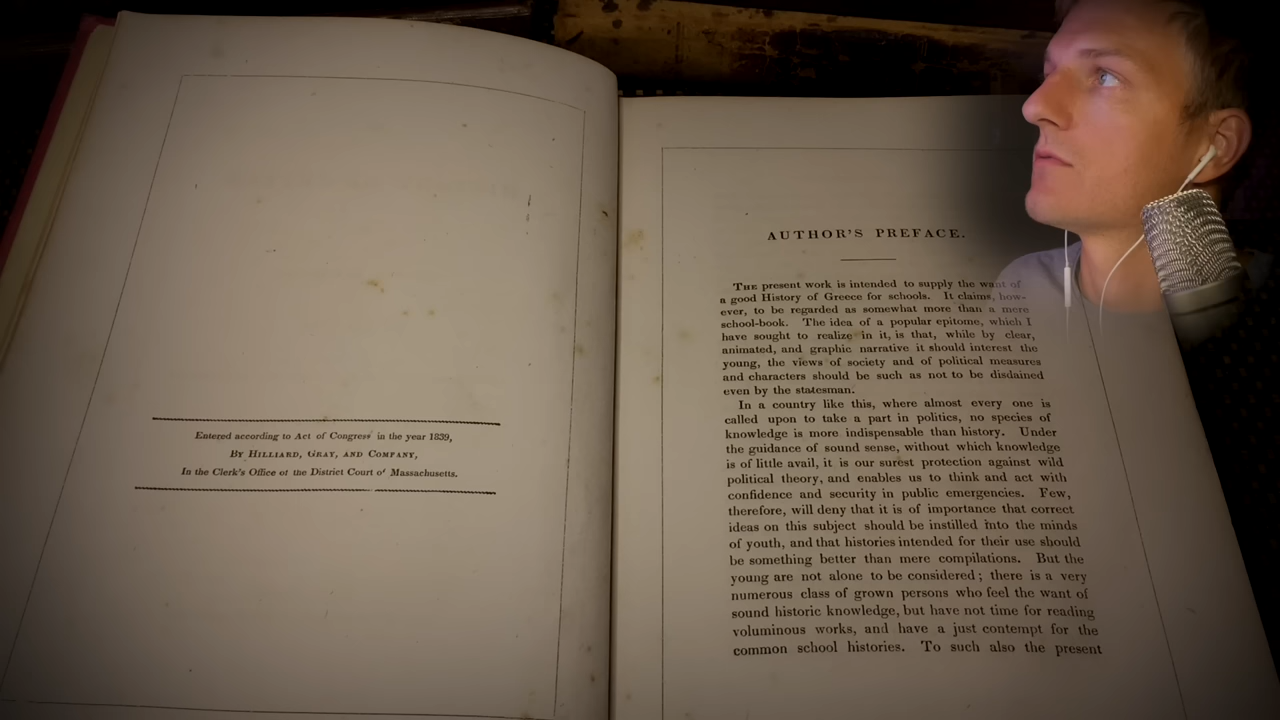 Entered according to Act of Congress in the year 1839,
BY HILLIARD, GRAY, AND COMPANY,
In the Clerk's Office of the District Court of Massachusetts.
AUTHOR'S PREFACE.
THE present work is intended to supply the want of
a good History of Greece for schools. It claims, how-
ever, to be regarded as somewhat more than a mere
school-book. The idea of a popular epitome, which I
have sought to realize in it, is that, while by clear,
animated, and graphic narrative it should interest the
young, the views of society and of political measures
and characters should be such as not to be disdained
even by the statesman.
In a country like this, where almost every one is
called upon to take a part in politics, no species of
knowledge is more indispensable than history. Under
the guidance of sound sense, without which knowledge
is of little avail, it is our surest protection against wild
political theory, and enables us to think and act with
confidence and security in public emergencies. Few,
therefore, will deny that it is of importance that correct
ideas on this subject should be instilled into the minds
of youth, and that histories intended for their use should
be something better than mere compilations. But the
young are not alone to be considered; there is a very
numerous class of grown persons who feel the want of
sound historic knowledge, but have not time for reading
voluminous works, and have a just contempt for the
common school histories. To such also the present